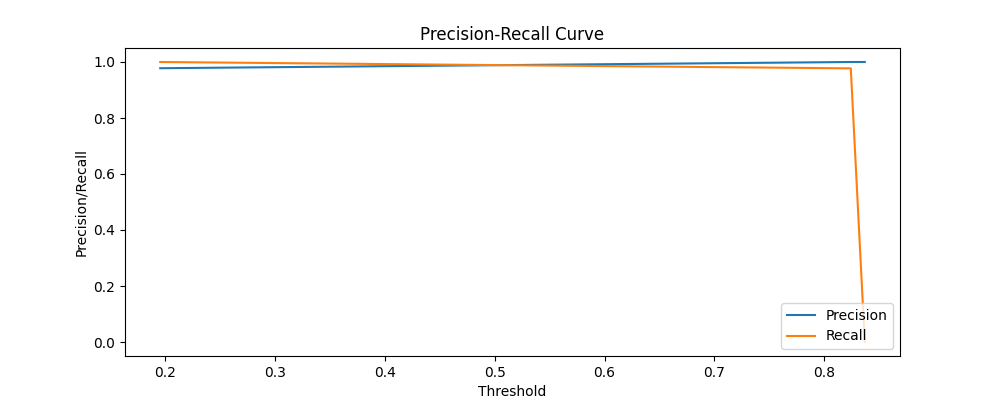 Precision-Recall Curve
Precision/Recall
1.0
0.8
0.6
0.4
0.2
0.0
0.2 0.3 0.4 0.5 0.6 0.7 0.8
Threshold
Precision
Recall